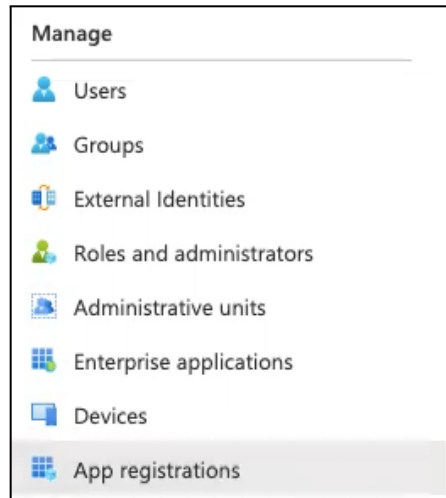 Manage
Users
Groups
External Identities
Roles and administrators
Administrative units
Enterprise applications
Devices
App registrations